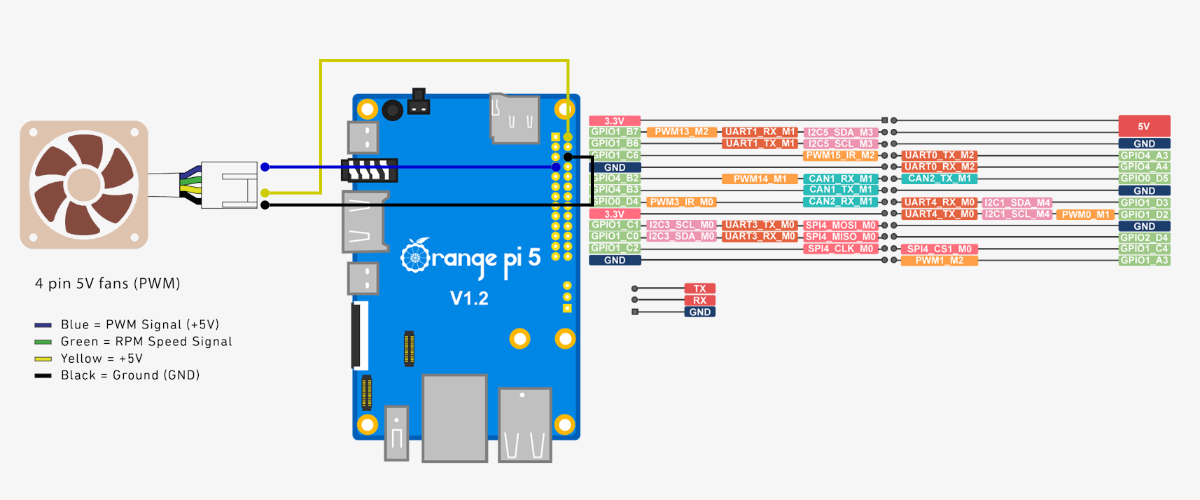 4 pin 5V fans (PWM)
Blue = PWM Signal (+5V)
Green = RPM Speed Signal
Yellow = +5V
Black = Ground (GND)
Orange pi 5
V1.2
3.3V 5V
GPIO1_B7 PWM13_M2 UART1_RX_M1 I2C5_SDA_M3
GPIO1_B6 UART1_TX_M1 I2C5_SCL_M3 GND
GPIO1_C6 PWM15_IR_M2 UART0_TX_M2 GPIO4_A3
GND UART0_RX_M2 GPIO4_A4
GPIO4_B2 PWM14_M1 CAN1_RX_M1 CAN2_TX_M1 GPIO0_D5
GPIO4_B3 CAN1_TX_M1 GND
GPIO0_D4 PWM3_IR_M0 CAN2_RX_M1 UART4_RX_M0 I2C1_SDA_M4 GPIO1_D3
3.3V UART4_TX_M0 I2C1_SCL_M4 PWM0_M1 GPIO1_D2
GPIO1_C1 I2C3_SCL_M0 UART3_TX_M0 SPI4_MOSI_M0 GND
GPIO1_C0 I2C3_SDA_M0 UART3_RX_M0 SPI4_MISO_M0 GPIO2_D4
GPIO1_C2 SPI4_CLK_M0 SPI4_CS1_M0 GPIO1_C4
GND PWM1_M2 GPIO1_A3
TX
RX
GND